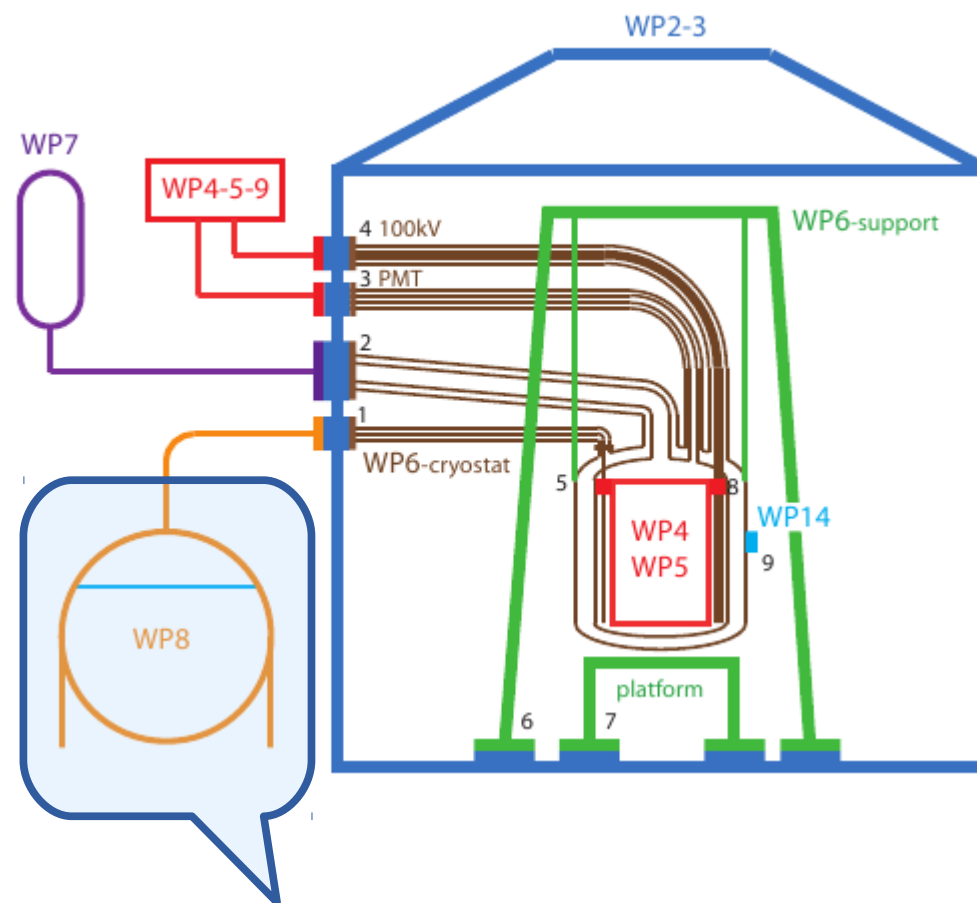 WP2-3
WP7
WP4-5-9
4 100kV
WP6-support
3 PMT
2
1
WP6-cryostat
5
8
WP14
WP4
WP5
9
WP8
platform
6
7